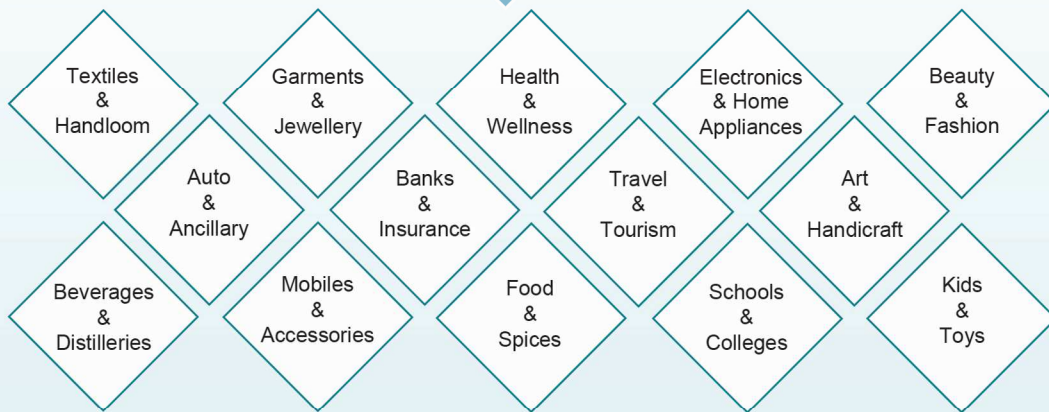 Textiles
&
Handloom
Garments
&
Jewellery
Health
&
Wellness
Electronics
& Home
Appliances
Beauty
&
Fashion
Auto
&
Ancillary
Banks
&
Insurance
Travel
&
Tourism
Art
&
Handicraft
Beverages
&
Distilleries
Mobiles
&
Accessories
Food
&
Spices
Schools
&
Colleges
Kids
&
Toys